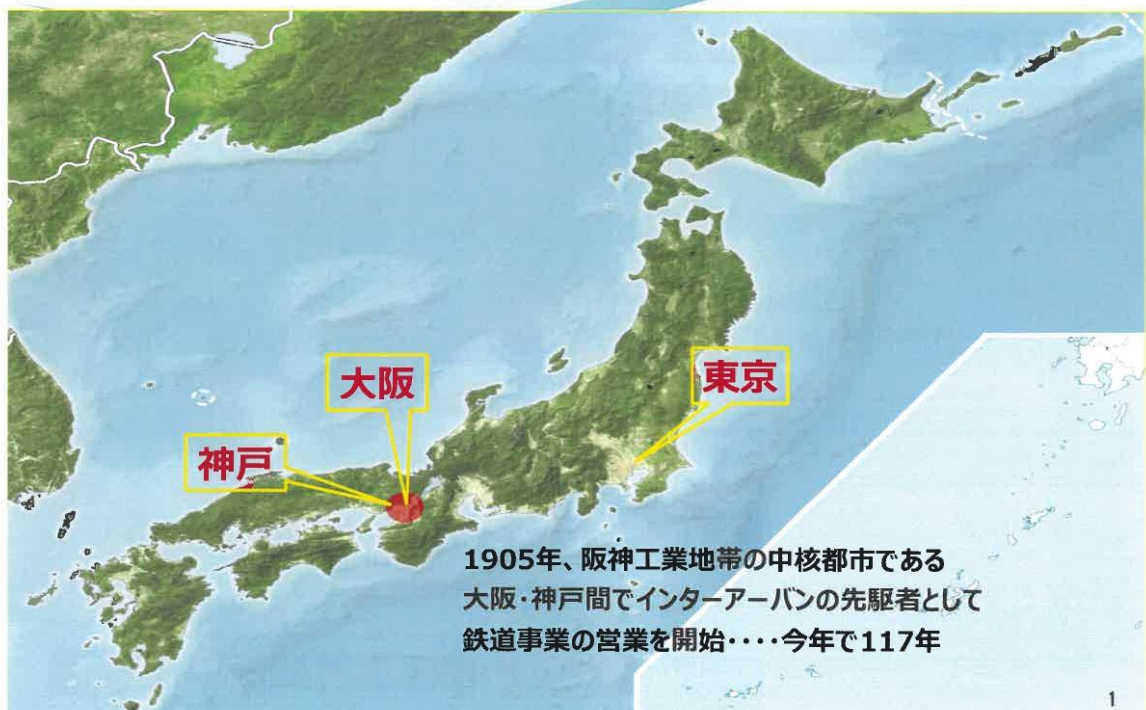 大阪
東京
神戸
1905年、阪神工業地帯の中核都市である
大阪・神戸間でインターアーバンの先駆者として
鉄道事業の営業を開始・・・・今年で117年
1